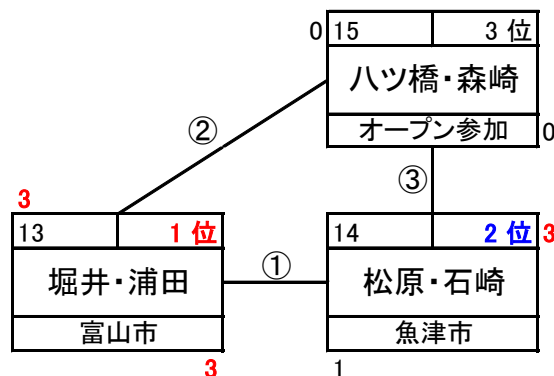 0 15 3 位
八ツ橋・森崎
オープン参加 0
②
③
3
13 1 位
14 2 位 3
堀井・浦田
①
松原・石崎
富山市
魚津市
3
1